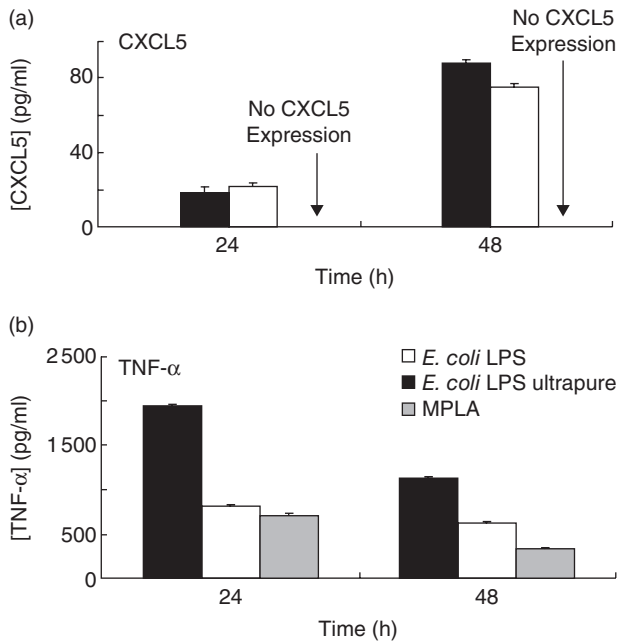 (a)
CXCL5
No CXCL5
Expression
No CXCL5
Expression
[CXCL5] (pg/ml)
80
40
0
24
48
Time (h)
(b)
TNF-α
E. coli LPS
E. coli LPS ultrapure
MPLA
[TNF-α] (pg/ml)
2 500
1 500
500
0
24
48
Time (h)